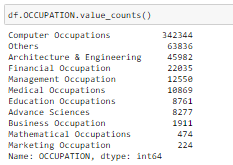 df.OCCUPATION.value_counts()
Computer Occupations 342344
Others 63836
Architecture & Engineering 45982
Financial Occupation 22035
Management Occupation 12550
Medical Occupations 10869
Education Occupations 8761
Advance Sciences 8277
Business Occupation 1911
Mathematical Occupations 474
Marketing Occupation 224
Name: OCCUPATION, dtype: int64